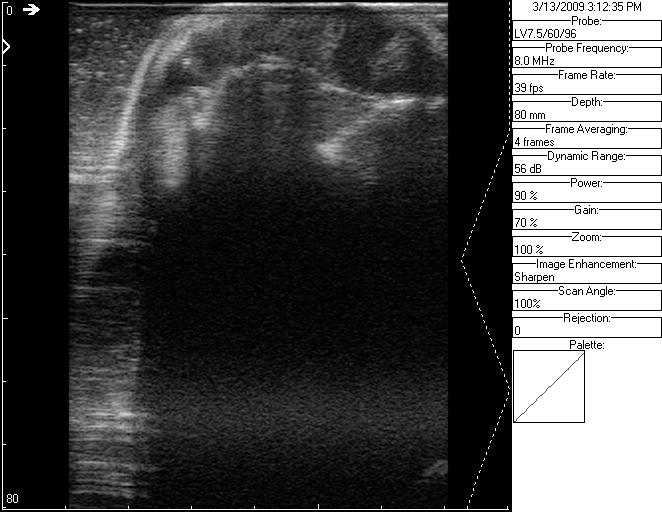 0
80
3/13/2009 3:12:35 PM
Probe:
LV7.5/60/96
Probe Frequency:
8.0 MHz
Frame Rate:
39 fps
Depth:
80 mm
Frame Averaging:
4 frames
Dynamic Range:
56 dB
Power:
90 %
Gain:
70 %
Zoom:
100 %
Image Enhancement:
Sharpen
Scan Angle:
100%
Rejection:
0
Palette: